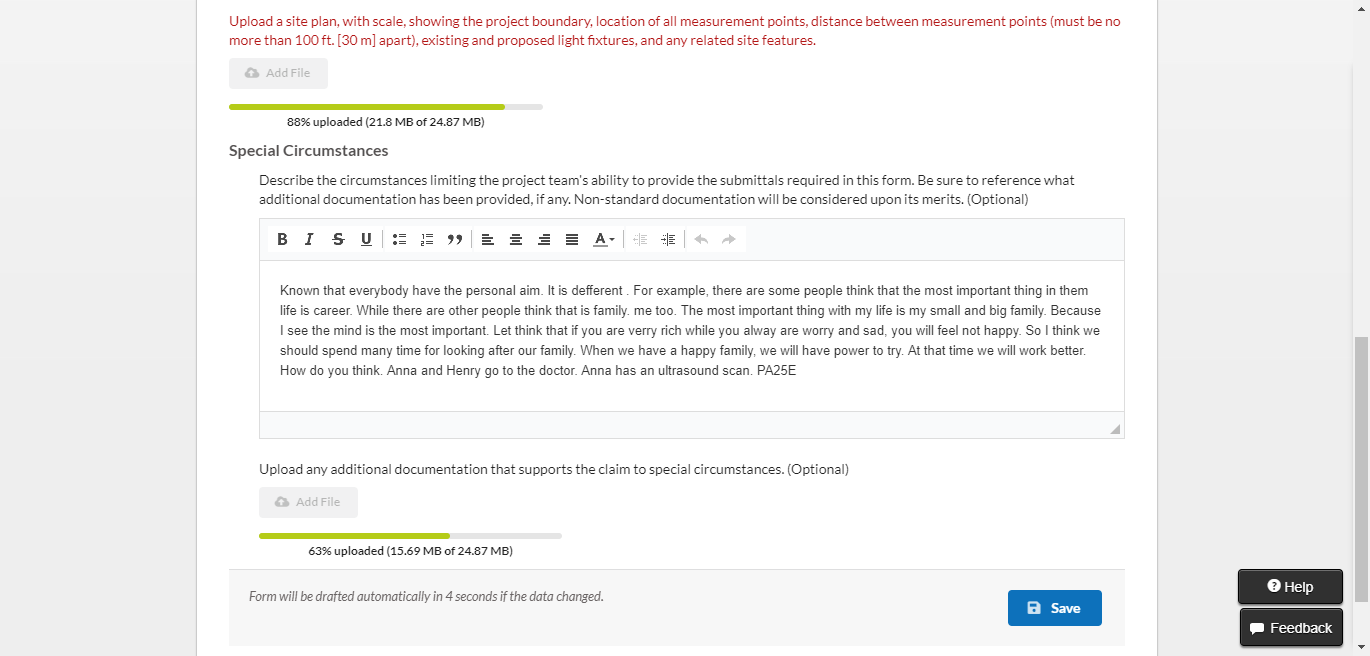 Upload a site plan, with scale, showing the project boundary, location of all measurement points, distance between measurement points (must be no
more than 100 ft. [30 m] apart), existing and proposed light fixtures, and any related site features.
Add File
88% uploaded (21.8 MB of 24.87 MB)
Special Circumstances
Describe the circumstances limiting the project team's ability to provide the submittals required in this form. Be sure to reference what
additional documentation has been provided, if any. Non-standard documentation will be considered upon its merits. (Optional)
B I S U A
Known that everybody have the personal aim. It is defferent . For example, there are some people think that the most important thing in them
life is career. While there are other people think that is family. me too. The most important thing with my life is my small and big family. Because
I see the mind is the most important. Let think that if you are verry rich while you alway are worry and sad, you will feel not happy. So I think we
should spend many time for looking after our family. When we have a happy family, we will have power to try. At that time we will work better.
How do you think. Anna and Henry go to the doctor. Anna has an ultrasound scan. PA25E
Upload any additional documentation that supports the claim to special circumstances. (Optional)
Add File
63% uploaded (15.69 MB of 24.87 MB)
Form will be drafted automatically in 4 seconds if the data changed.
Save
Help
Feedback